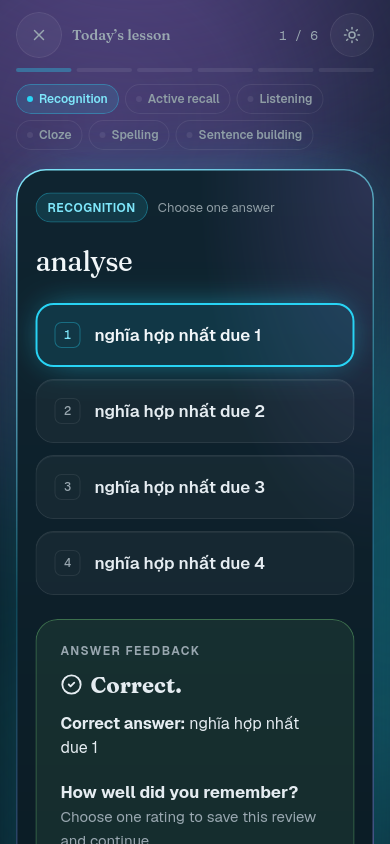 Today's lesson
1 / 6
Recognition
Active recall
Listening
Cloze
Spelling
Sentence building
RECOGNITION
Choose one answer
analyse
1
nghĩa hợp nhất due 1
2
nghĩa hợp nhất due 2
3
nghĩa hợp nhất due 3
4
nghĩa hợp nhất due 4
ANSWER FEEDBACK
Correct.
Correct answer: nghĩa hợp nhất
due 1
How well did you remember?
Choose one rating to save this review
and continue